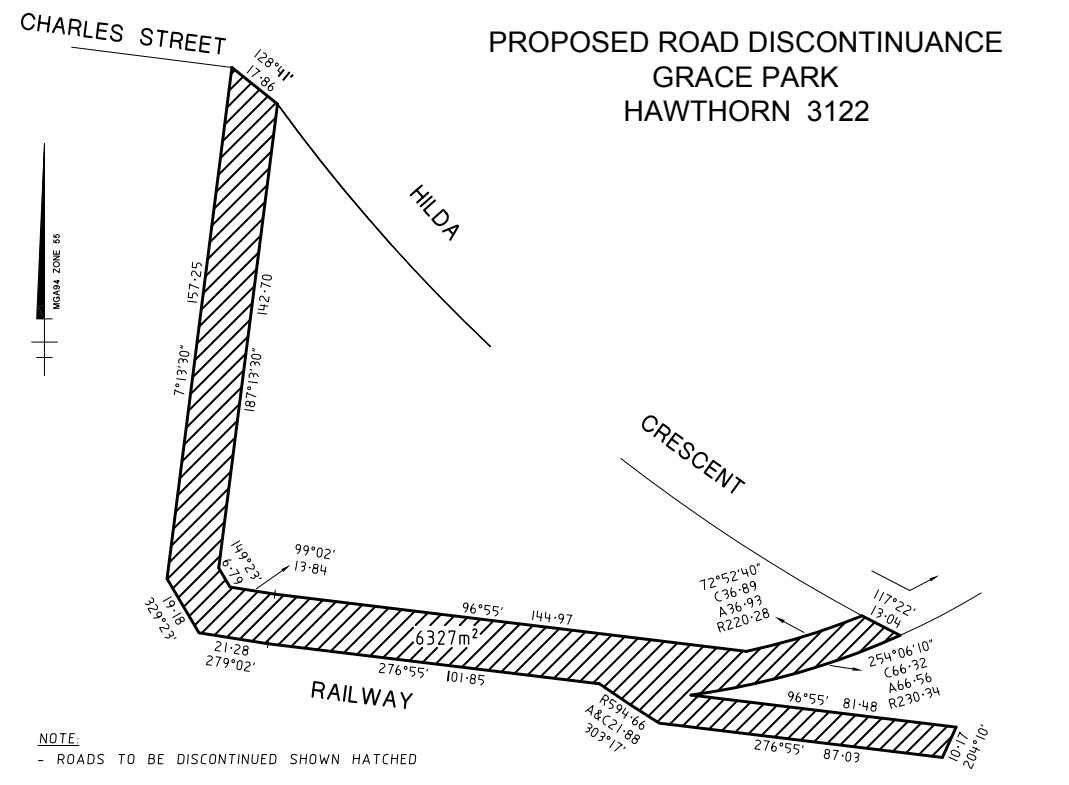 CHARLES STREET
PROPOSED ROAD DISCONTINUANCE
GRACE PARK
HAWTHORN 3122
128°41'
17·86
HILDA
MGA94 ZONE 55
157·25
7°13'30"
142·70
187°13'30"
CRESCENT
149°23'
6·79
99°02'
13·84
19·18
329°23'
21·28
279°02'
96°55' 144·97
6327m²
276°55' 101·85
RAILWAY
72°52'40"
C36·89
A36·93
R220·28
117°22'
13·04
254°06'10"
C66·32
A66·56
R230·34
R594·66
A&C21·88
303°17'
96°55' 81·48
276°55' 87·03
10·17
204°10'
NOTE:
- ROADS TO BE DISCONTINUED SHOWN HATCHED